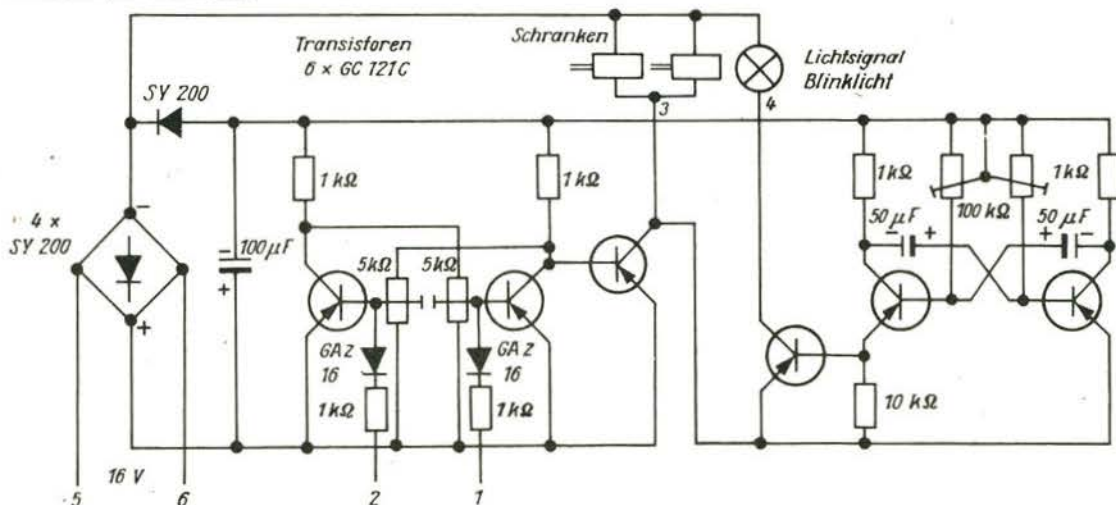 Transistoren
6 × GC 121C
Schranken
Lichtsignal
Blinklicht
SY 200
3
4
1 kΩ
1 kΩ
1 kΩ
100 kΩ
1 kΩ
4 ×
SY 200
−
+
100 µF
−
+
5 kΩ
5 kΩ
50 µF
− +
50 µF
+ −
GAZ
16
GAZ
16
1 kΩ
1 kΩ
10 kΩ
16 V
5
6
2
1